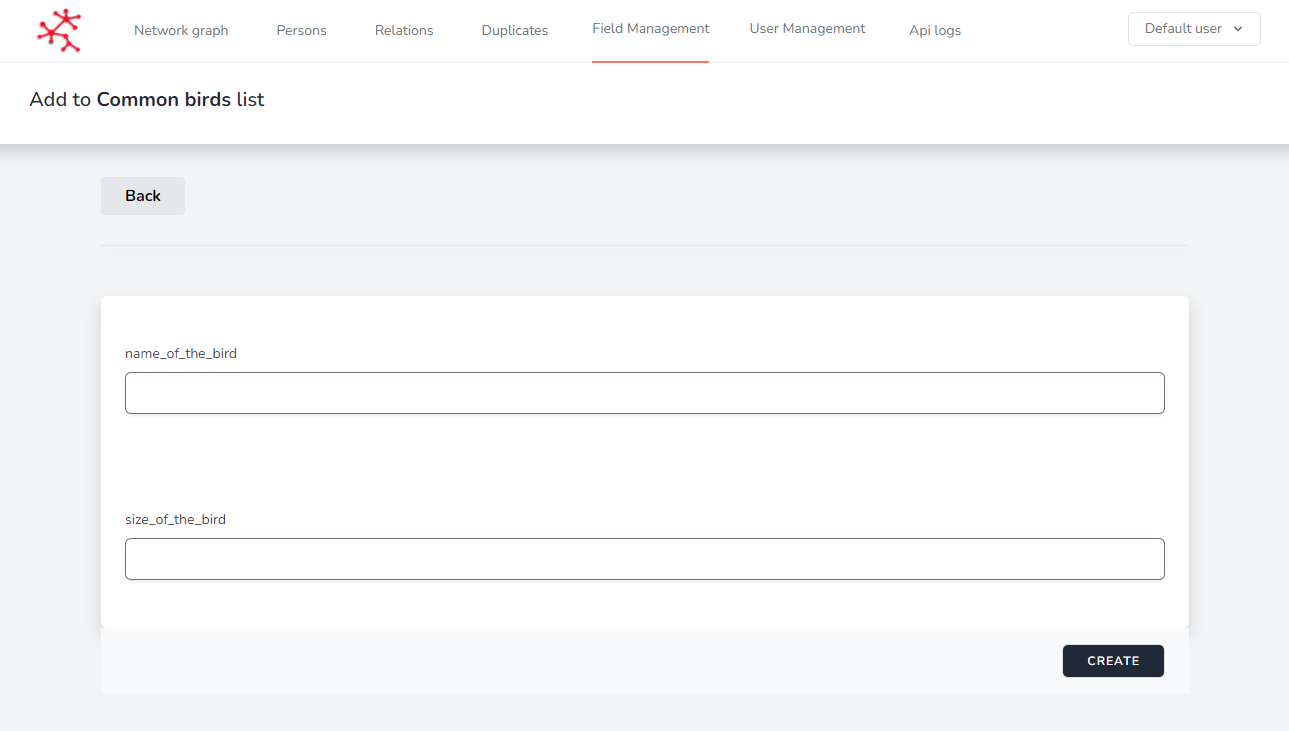 Network graph Persons Relations Duplicates Field Management User Management Api logs Default user
Add to Common birds list
Back
name_of_the_bird
size_of_the_bird
CREATE